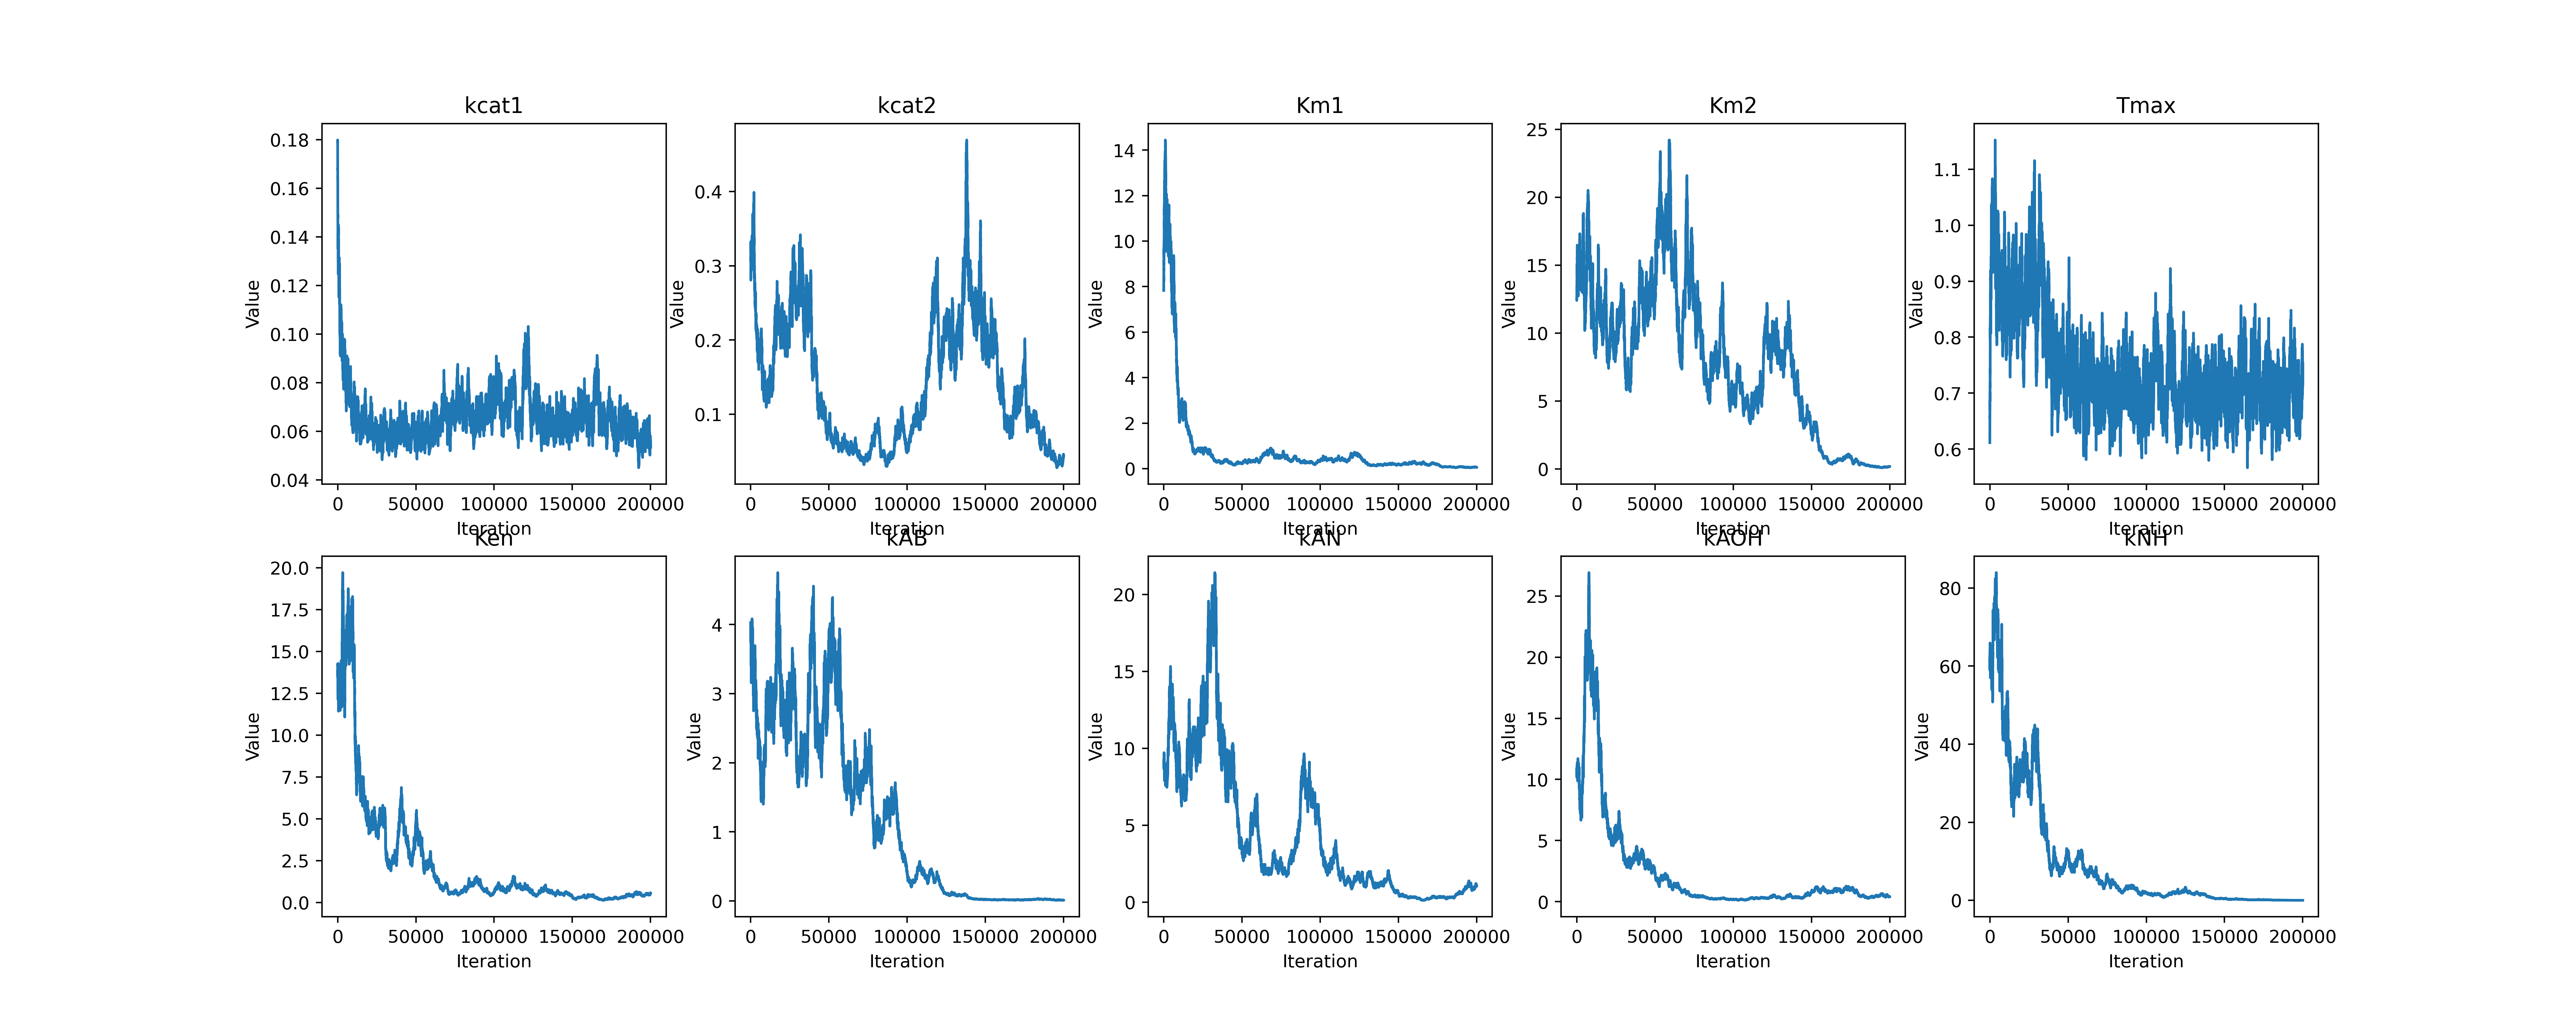 kcat1
0.18
0.16
0.14
0.12
0.10
0.08
0.06
0.04
Value
0 50000 100000 150000 200000
Iteration
kcat2
0.4
0.3
0.2
0.1
Value
0 50000 100000 150000 200000
Iteration
Km1
14
12
10
8
6
4
2
0
Value
0 50000 100000 150000 200000
Iteration
Km2
25
20
15
10
5
0
Value
0 50000 100000 150000 200000
Iteration
Tmax
1.1
1.0
0.9
0.8
0.7
0.6
Value
0 50000 100000 150000 200000
Iteration
Ken
20.0
17.5
15.0
12.5
10.0
7.5
5.0
2.5
0.0
Value
0 50000 100000 150000 200000
Iteration
kAB
4
3
2
1
0
Value
0 50000 100000 150000 200000
Iteration
kAN
20
15
10
5
0
Value
0 50000 100000 150000 200000
Iteration
kAOH
25
20
15
10
5
0
Value
0 50000 100000 150000 200000
Iteration
kNH
80
60
40
20
0
Value
0 50000 100000 150000 200000
Iteration